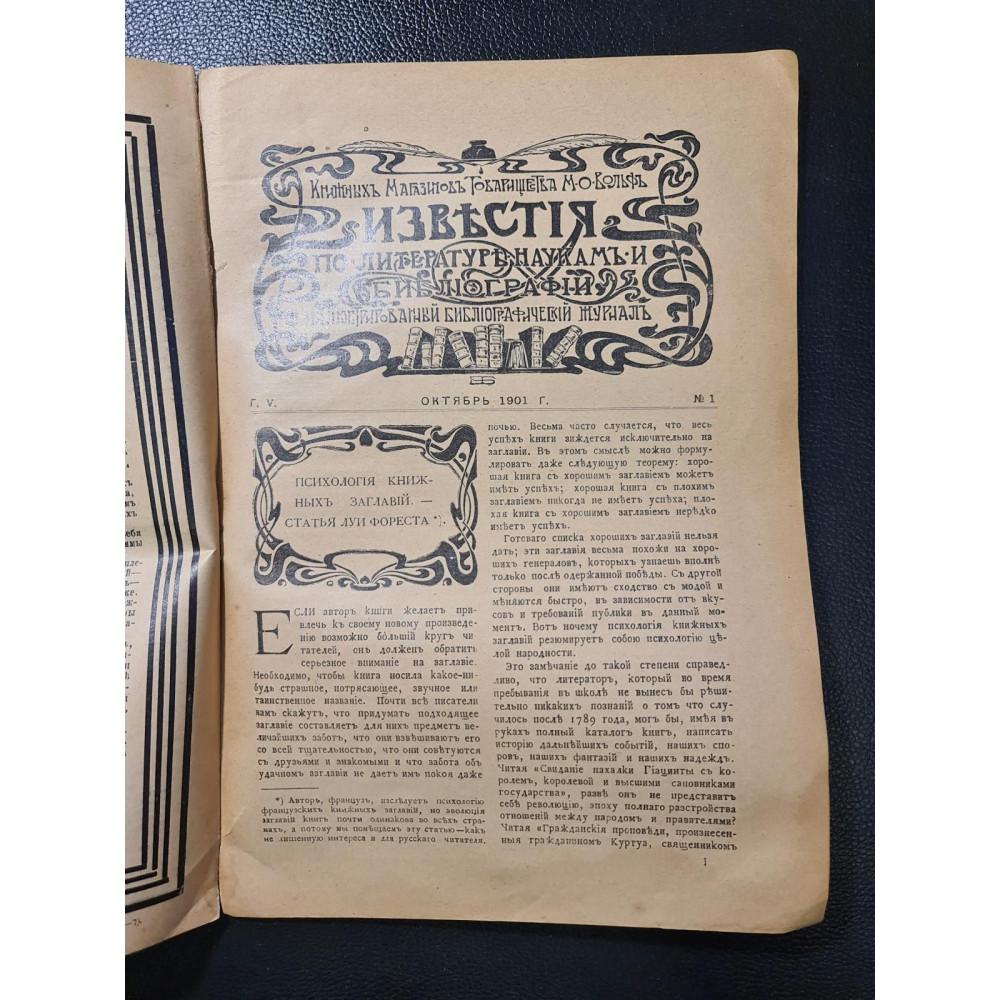 Книжныхъ Магазиновъ Товарищества М·О·Вольфъ
ИЗВѢСТІЯ
ПО ЛИТЕРАТУРѢ·НАУКАМЪ·И
БИБЛІОГРАФІИ
ИЛЛЮСТРИРОВАННЫЙ БИБЛІОГРАФИЧЕСКІЙ ЖУРНАЛЪ
Г. V.
ОКТЯБРЬ 1901 Г.
№ 1
ПСИХОЛОГІЯ КНИЖ-
НЫХЪ ЗАГЛАВІЙ. —
СТАТЬЯ ЛУИ ФОРЕСТА *).
ЕСЛИ авторъ книги желаетъ при-
влечь къ своему новому произведе-
нію возможно бо́льшій кругъ чи-
тателей, онъ долженъ обратить
серьезное вниманіе на заглавіе.
Необходимо, чтобы книга носила какое-ни-
будь страшное, потрясающее, звучное или
таинственное названіе. Почти всѣ писатели
вамъ скажутъ, что придумать подходящее
заглавіе составляетъ для нихъ предметъ ве-
личайшихъ заботъ, что они взвѣшиваютъ его
со всей тщательностью, что они совѣтуются
съ друзьями и знакомыми и что забота объ
удачномъ заглавіи не даетъ имъ покоя даже
*) Авторъ, французъ, изслѣдуетъ психологію
французскихъ книжныхъ заглавій, но эволюція
заглавій книгъ почти одинакова во всѣхъ стра-
нахъ, а потому мы помѣщаемъ эту статью—какъ
не лишенную интереса и для русскаго читателя.
ночью. Весьма часто случается, что весь
успѣхъ книги виждется исключительно на
заглавіи. Въ этомъ смыслѣ можно форму-
лировать даже слѣдующую теорему: хоро-
шая книга съ хорошимъ заглавіемъ можетъ
имѣть успѣхъ; хорошая книга съ плохимъ
заглавіемъ никогда не имѣетъ успѣха; пло-
хая книга съ хорошимъ заглавіемъ нерѣдко
имѣетъ успѣхъ.
Готоваго списка хорошихъ заглавій нельзя
дать; эти заглавія весьма похожи на хоро-
шихъ генераловъ, которыхъ узнаешь вполнѣ
только послѣ одержанной побѣды. Съ другой
стороны они имѣютъ сходство съ модой и
мѣняются быстро, въ зависимости отъ вку-
совъ и требованій публики въ данный мо-
ментъ. Вотъ почему психологія книжныхъ
заглавій резюмируетъ собою психологію цѣ-
лой народности.
Это замѣчаніе до такой степени справед-
ливо, что литераторъ, который во время
пребыванія въ школѣ не вынесъ бы рѣши-
тельно никакихъ познаній о томъ что слу-
чилось послѣ 1789 года, могъ бы, имѣя въ
рукахъ полный каталогъ книгъ, написать
исторію дальнѣйшихъ событій, нашихъ спо-
ровъ, нашихъ фантазій и нашихъ надеждъ.
Читая «Свиданіе нахалки Гіацинты съ ко-
ролемъ, королевой и высшими сановниками
государства», развѣ онъ не представитъ
себѣ революцію, эпоху полнаго разстройства
отношеній между народомъ и правителями?
Читая «Гражданскія проповѣди, произнесен-
ныя гражданиномъ Куртуа, священникомъ
1